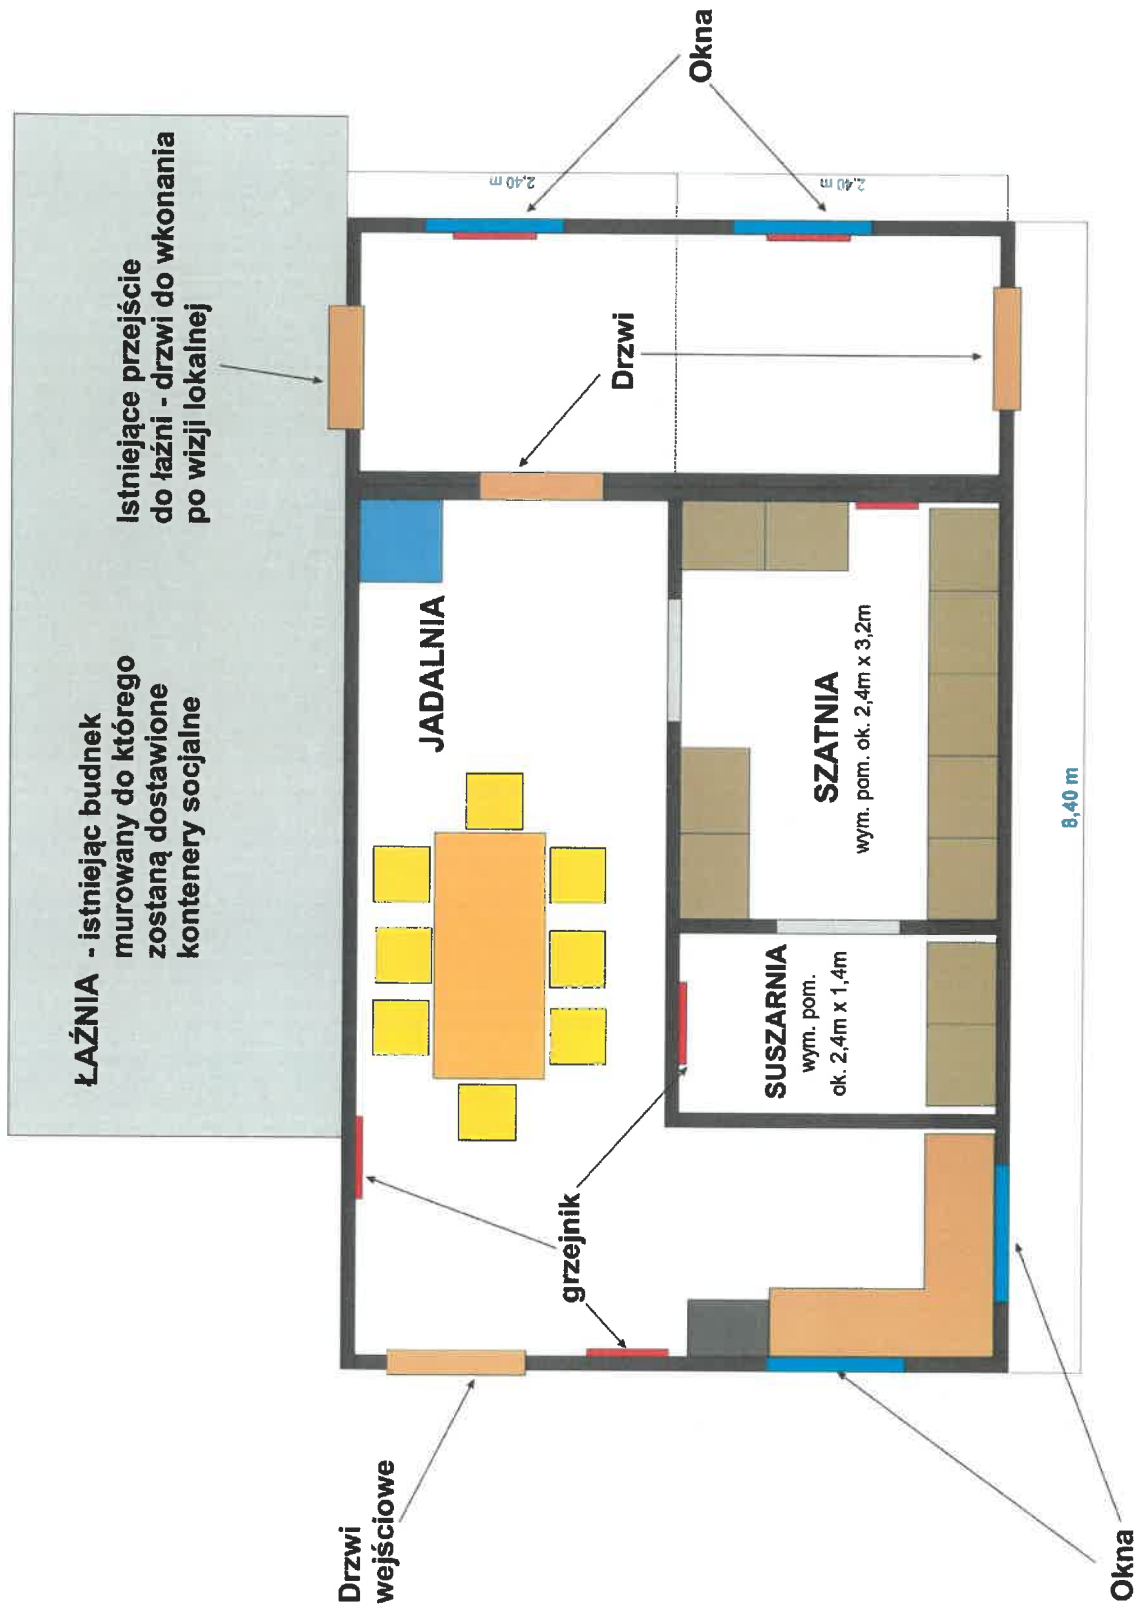 ŁAŹNIA - istniejąc budnek
murowany do którego
zostaną dostawione
kontenery socjalne
Istniejące przejście
do łaźni - drzwi do wkonania
po wizji lokalnej
Drzwi
wejściowe
JADALNIA
grzejnik
Drzwi
Okna
2,40 m
2,40 m
SUSZARNIA
wym. pom.
ok. 2,4m x 1,4m
SZATNIA
wym. pom. ok. 2,4m x 3,2m
8,40 m
Okna